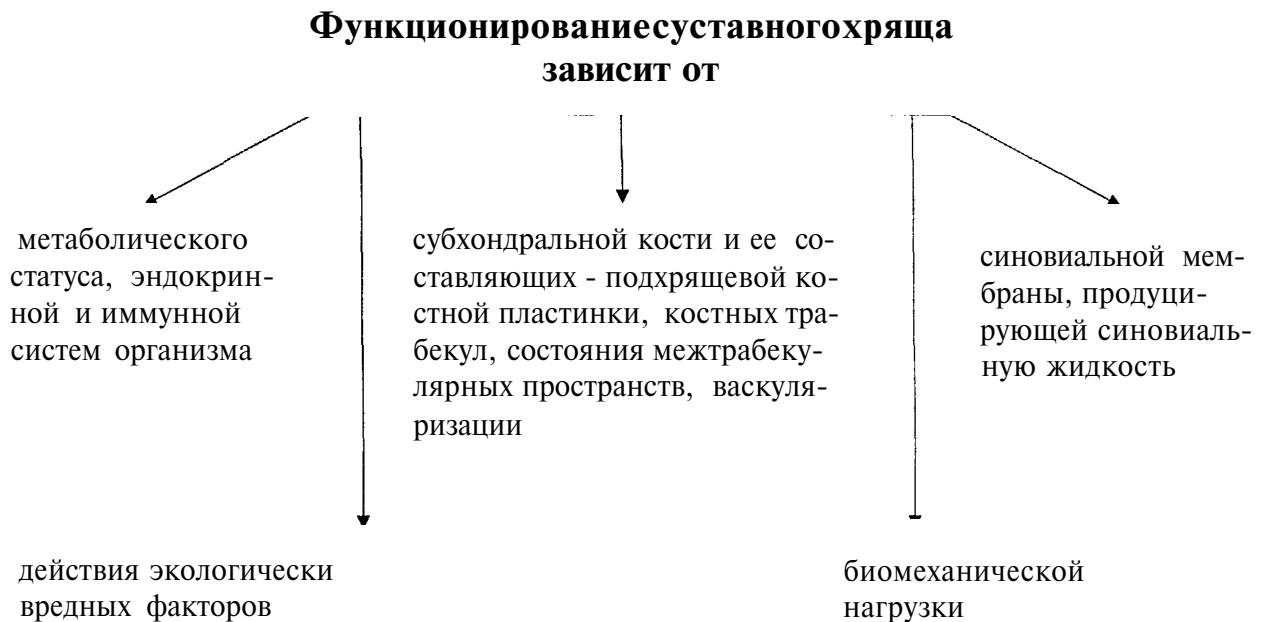 Функционированиесуставногохряща
зависит от
метаболического
статуса, эндокрин-
ной и иммунной
систем организма
субхондральной кости и ее со-
ставляющих - подхрящевой ко-
стной пластинки, костных тра-
бекул, состояния межтрабеку-
лярных пространств, васкуля-
ризации
синовиальной мем-
браны, продуци-
рующей синовиаль-
ную жидкость
действия экологически
вредных факторов
биомеханической
нагрузки